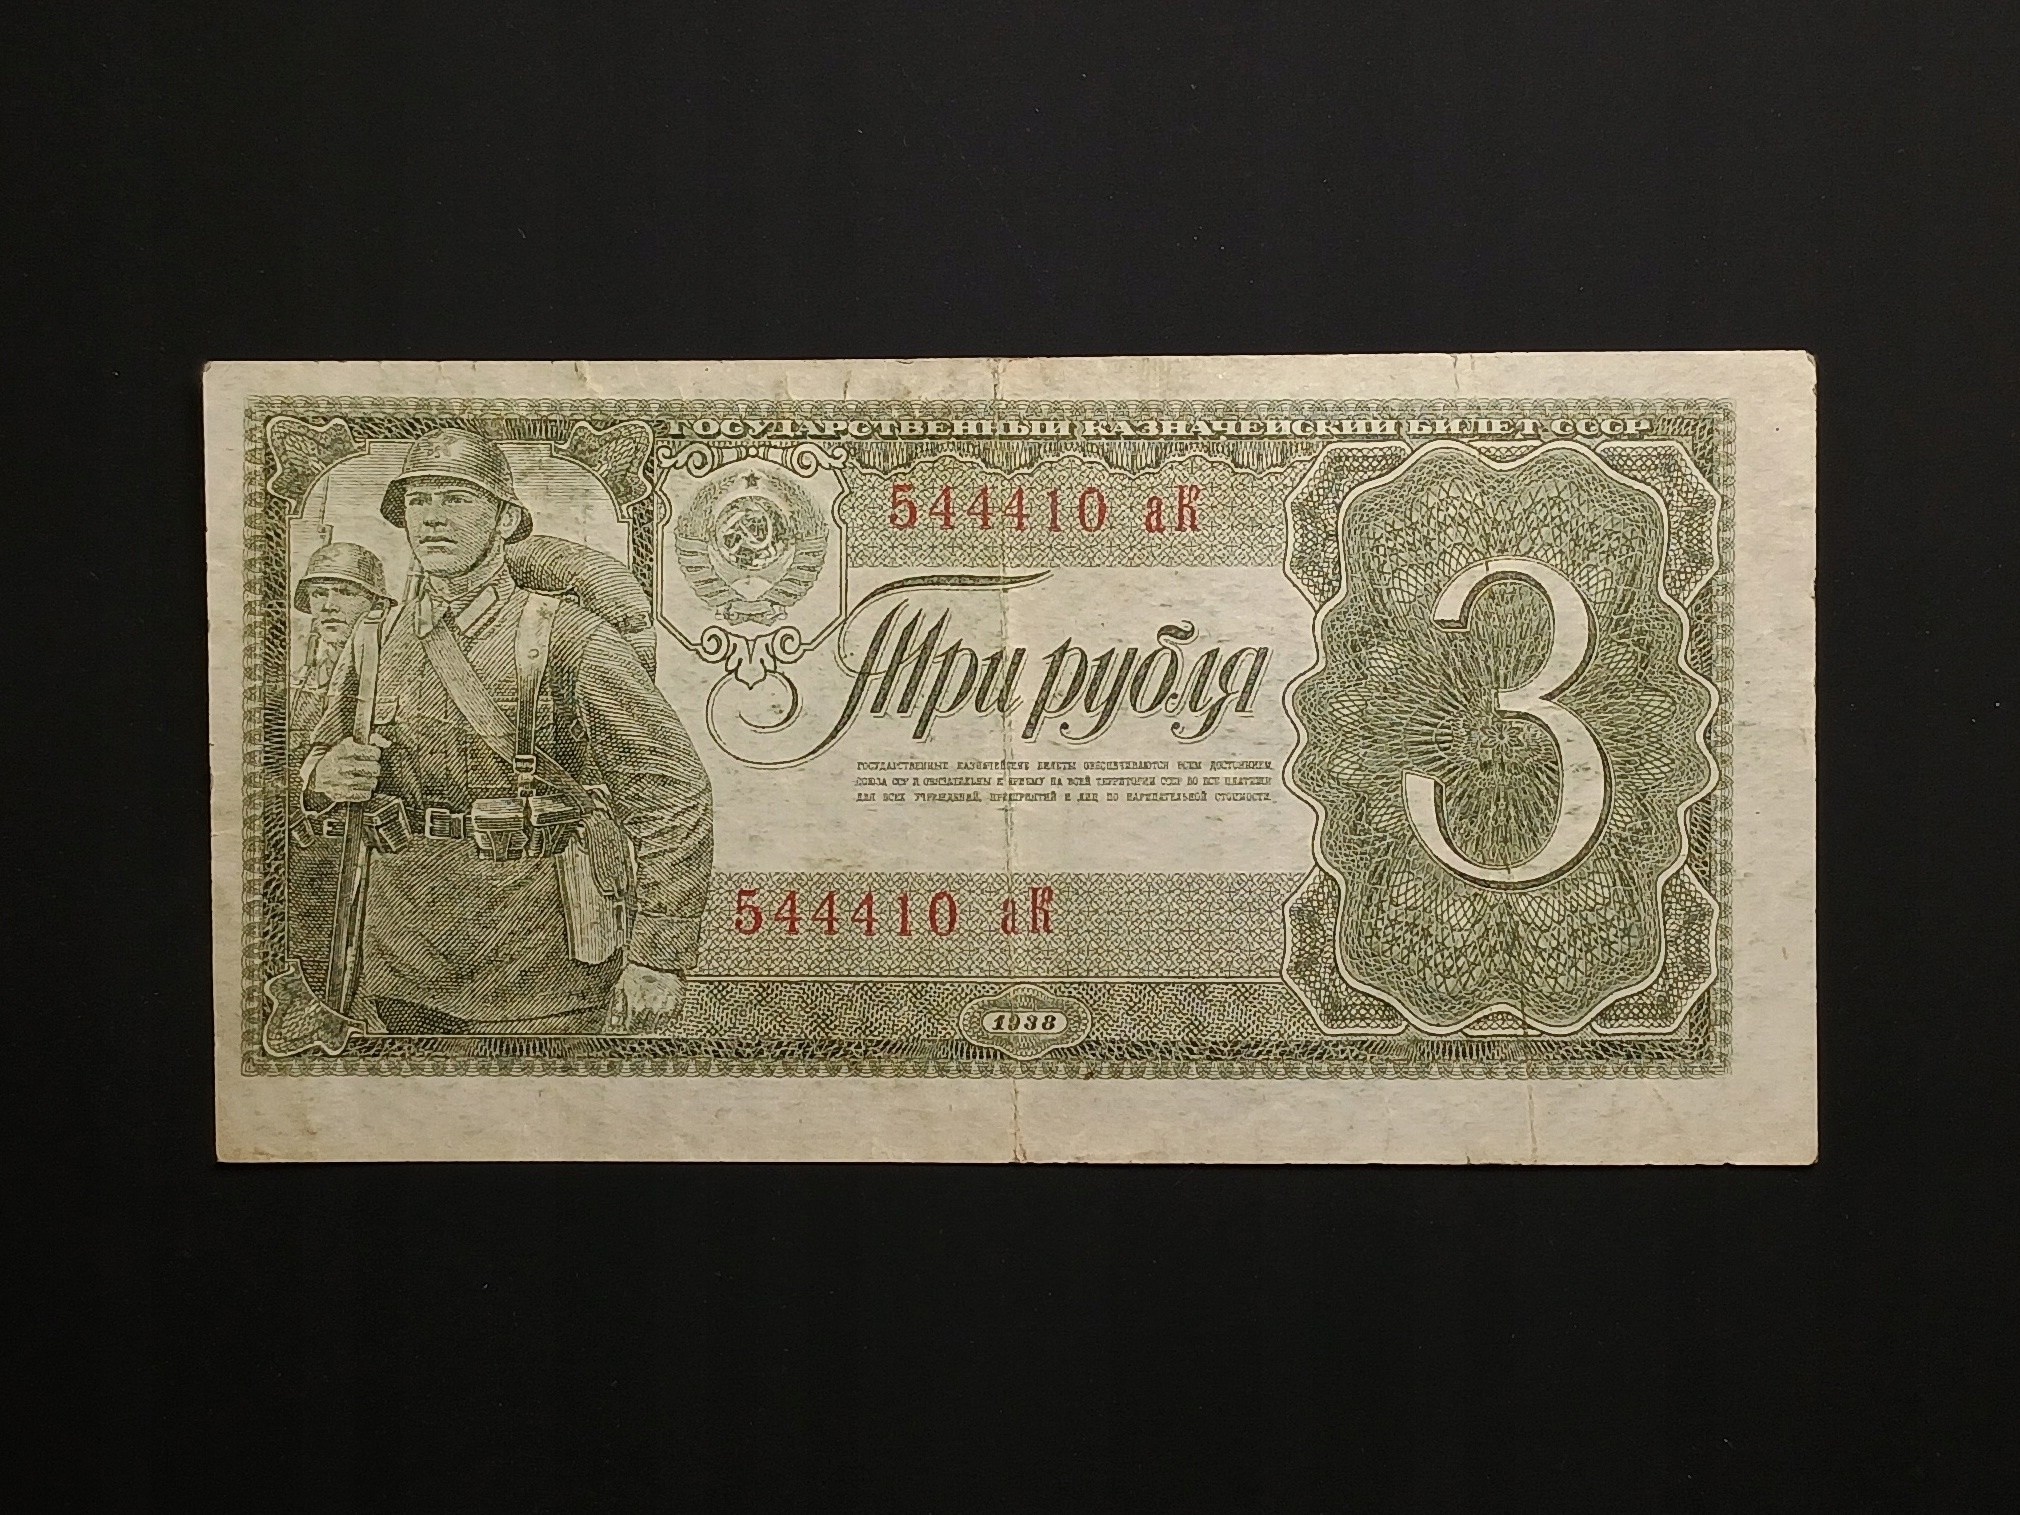 ГОСУДАРСТВЕННЫЙ КАЗНАЧЕЙСКИЙ БИЛЕТ СССР
544410 аК
Три рубля
3
ГОСУДАРСТВЕННЫЕ КАЗНАЧЕЙСКИЕ БИЛЕТЫ ОБЕСПЕЧИВАЮТСЯ ВСЕМ ДОСТОЯНИЕМ
СОЮЗА ССР И ОБЯЗАТЕЛЬНЫ К ПРИЕМУ НА ВСЕЙ ТЕРРИТОРИИ СССР ВО ВСЕ ПЛАТЕЖИ
ДЛЯ ВСЕХ УЧРЕЖДЕНИЙ, ПРЕДПРИЯТИЙ И ЛИЦ ПО НАРИЦАТЕЛЬНОЙ СТОИМОСТИ.
544410 аК
1938